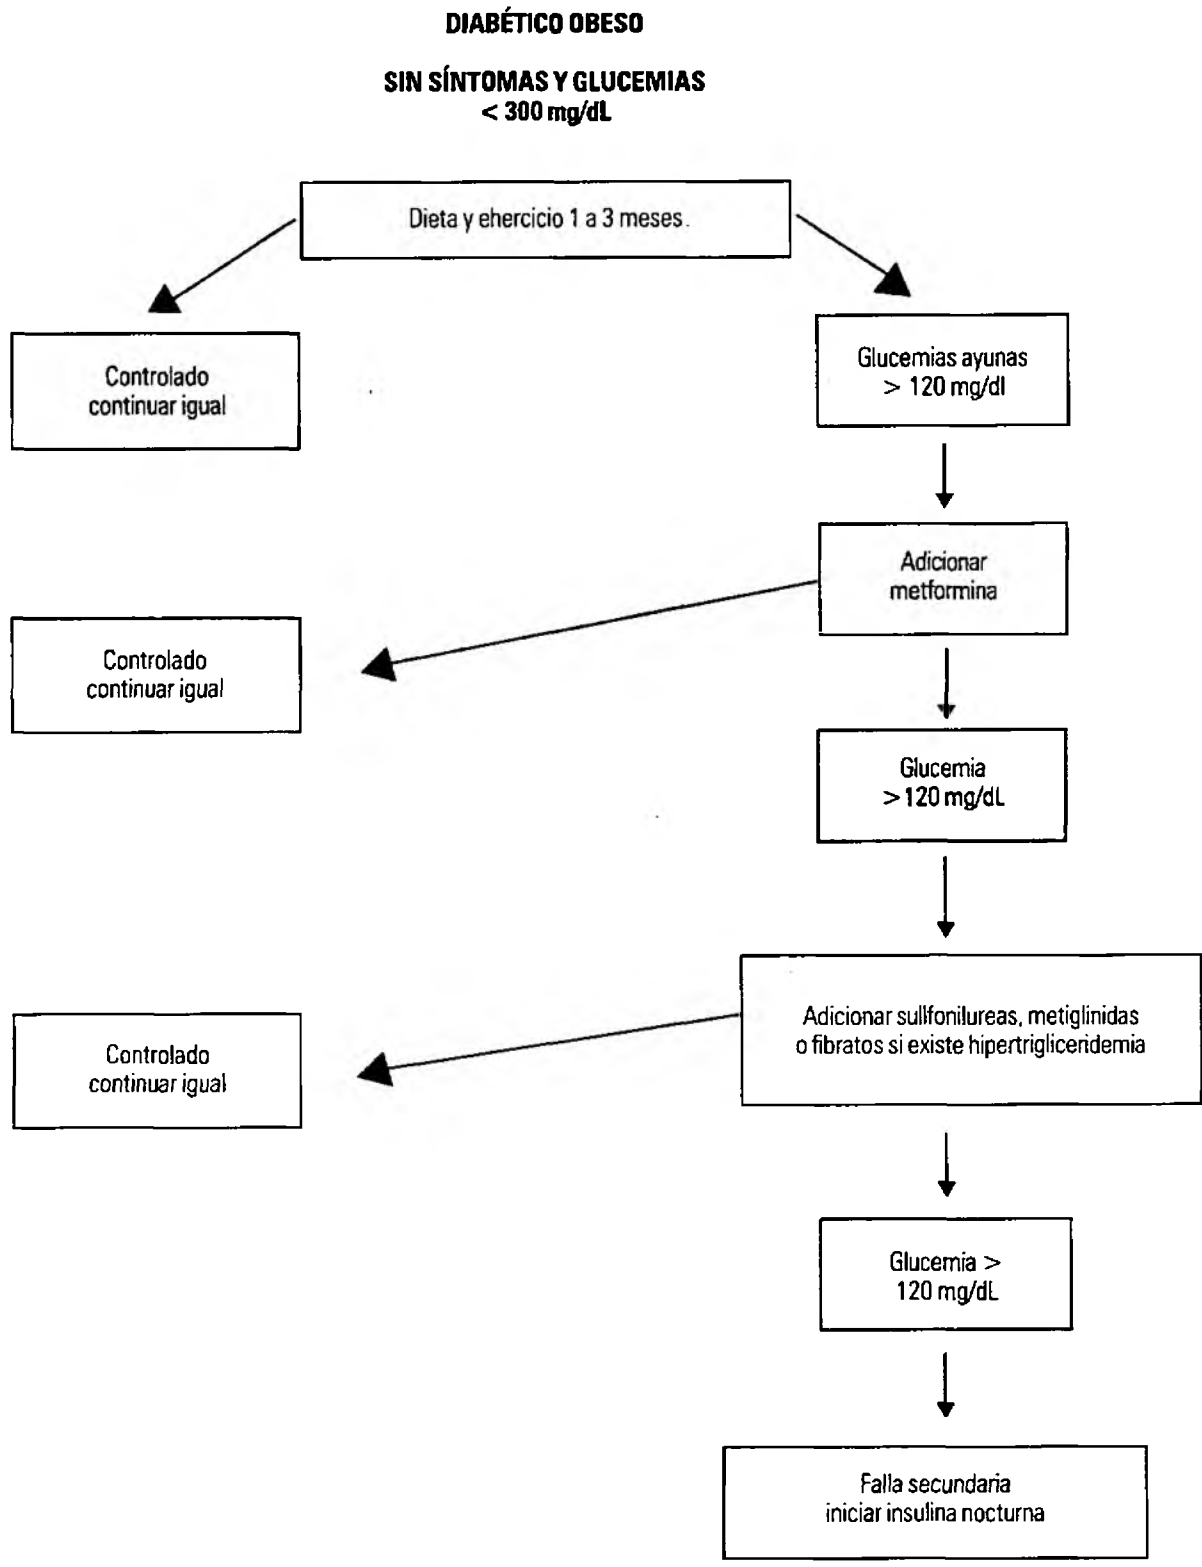 DIABÉTICO OBESO
SIN SÍNTOMAS Y GLUCEMIAS
< 300 mg/dL
Dieta y ehercicio 1 a 3 meses.
Controlado
continuar igual
Glucemias ayunas
> 120 mg/dl
Adicionar
metformina
Controlado
continuar igual
Glucemia
>120 mg/dL
Adicionar sullfonilureas, metiglinidas
o fibratos si existe hipertrigliceridemia
Controlado
continuar igual
Glucemia >
120 mg/dL
Falla secundaria
iniciar insulina nocturna